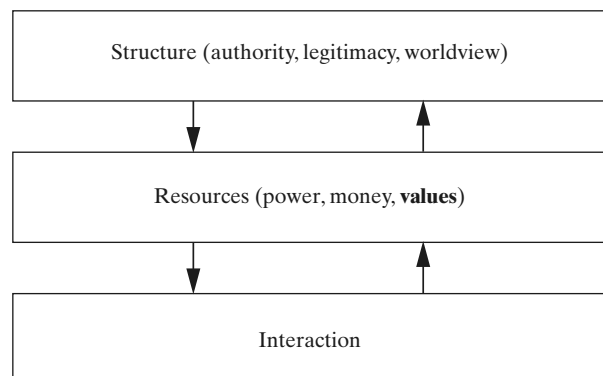 Structure (authority, legitimacy, worldview)
Resources (power, money, values)
Interaction